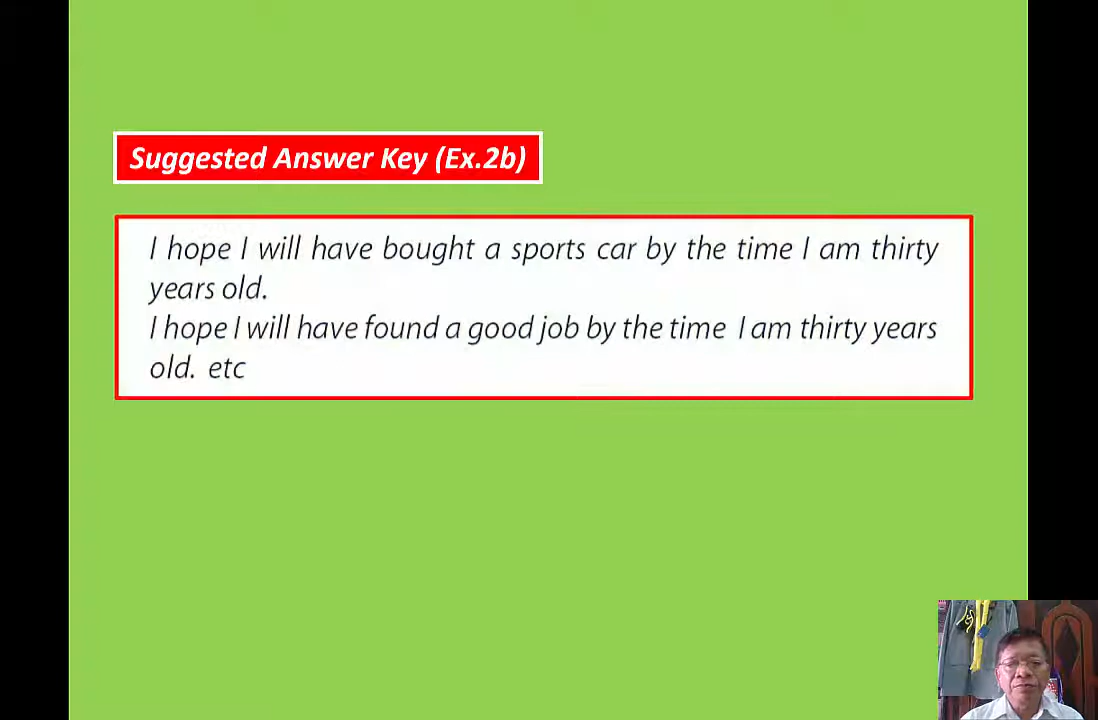 Suggested Answer Key (Ex.2b)
I hope I will have bought a sports car by the time I am thirty
years old.
I hope I will have found a good job by the time I am thirty years
old. etc